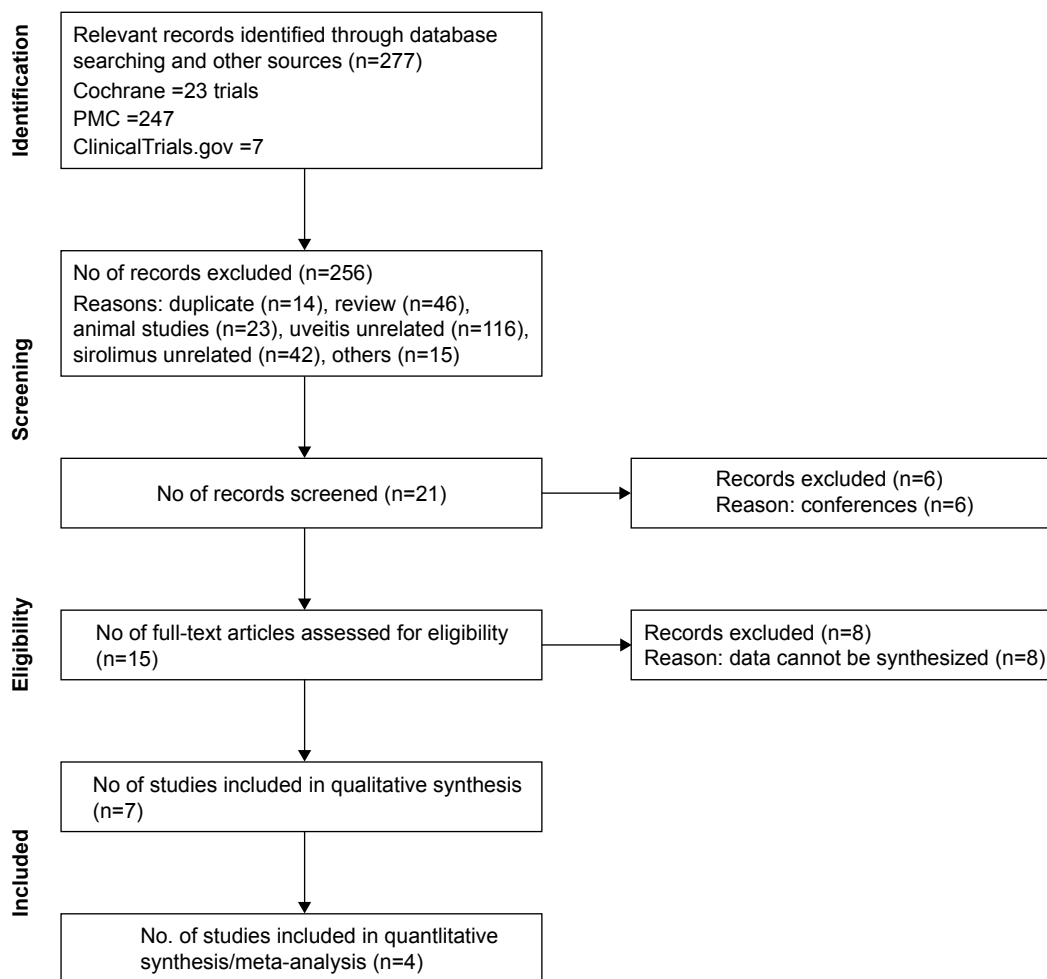 Identification
Relevant records identified through database
searching and other sources (n=277)
Cochrane =23 trials
PMC =247
ClinicalTrials.gov =7
Screening
No of records excluded (n=256)
Reasons: duplicate (n=14), review (n=46),
animal studies (n=23), uveitis unrelated (n=116),
sirolimus unrelated (n=42), others (n=15)
No of records screened (n=21)
Records excluded (n=6)
Reason: conferences (n=6)
Eligibility
No of full-text articles assessed for eligibility
(n=15)
Records excluded (n=8)
Reason: data cannot be synthesized (n=8)
Included
No of studies included in qualitative synthesis
(n=7)
No. of studies included in quantlitative
synthesis/meta-analysis (n=4)